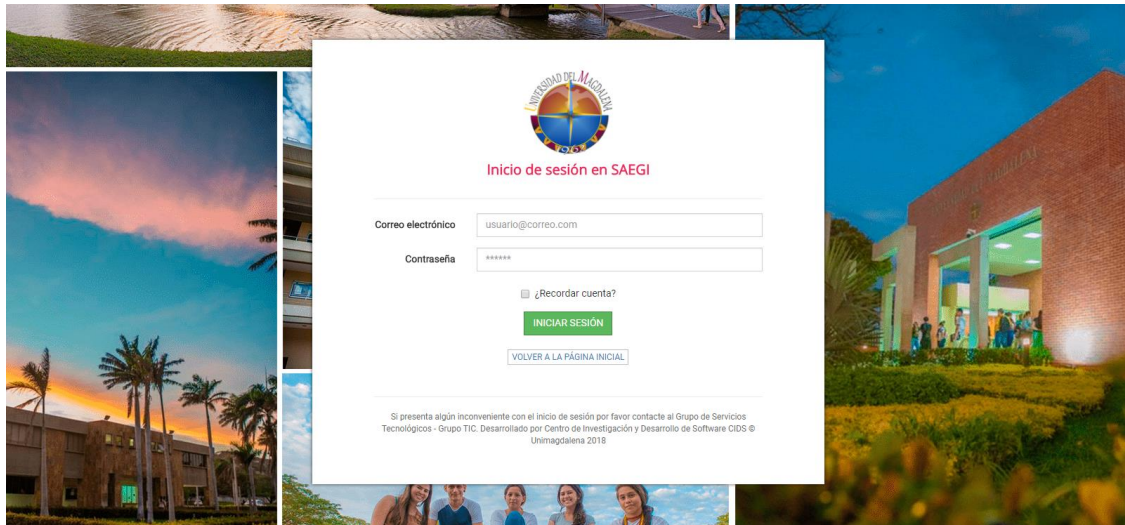 UNIVERSIDAD DEL MAGDALENA
Inicio de sesión en SAEGI
Correo electrónico
usuario@correo.com
Contraseña
******
¿Recordar cuenta?
INICIAR SESIÓN
VOLVER A LA PÁGINA INICIAL
Si presenta algún inconveniente con el inicio de sesión por favor contacte al Grupo de Servicios
Tecnológicos - Grupo TIC. Desarrollado por Centro de Investigación y Desarrollo de Software CIDS ©
Unimagdalena 2018